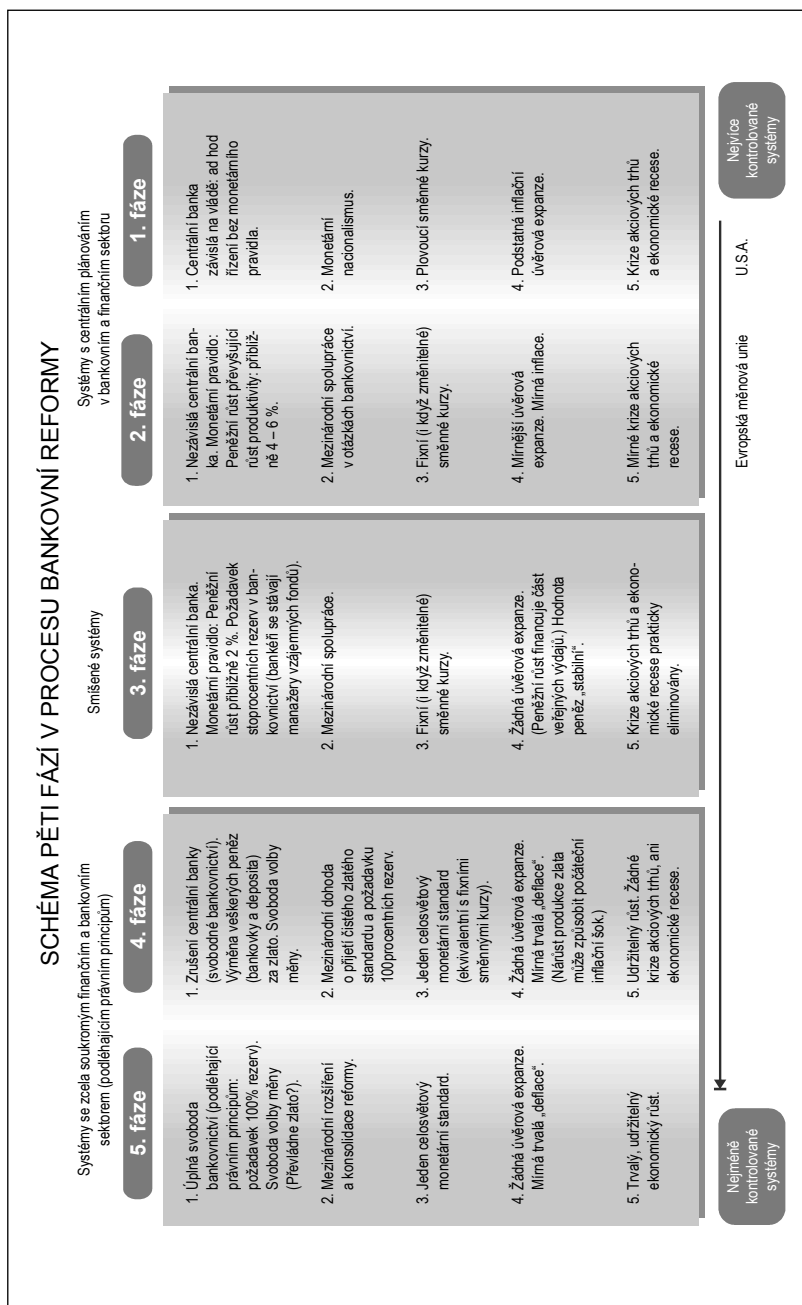 SCHÉMA PĚTI FÁZÍ V PROCESU BANKOVNÍ REFORMY
Systémy se zcela soukromým finančním a bankovním
sektorem (podléhajícím právním principům)
5. fáze
1. Úplná svoboda
bankovnictví (podléhající
právním principům:
požadavek 100% rezerv).
Svoboda volby měny
(Převládne zlato?).
2. Mezinárodní rozšíření
a konsolidace reformy.
3. Jeden celosvětový
monetární standard.
4. Žádná úvěrová expanze.
Mírná trvalá „deflace“.
5. Trvalý, udržitelný
ekonomický růst.
4. fáze
1. Zrušení centrální banky
(svobodné bankovnictví).
Výměna veškerých peněz
(bankovky a deposita)
za zlato. Svoboda volby
měny.
2. Mezinárodní dohoda
o přijetí čistého zlatého
standardu a požadavku
100procentních rezerv.
3. Jeden celosvětový
monetární standard
(ekvivalentní s fixními
směnnými kurzy).
4. Žádná úvěrová expanze.
Mírná trvalá „deflace“.
(Nárůst produkce zlata
může způsobit počáteční
inflační šok.)
5. Udržitelný růst. Žádné
krize akciových trhů, ani
ekonomické recese.
Smíšené systémy
3. fáze
1. Nezávislá centrální banka.
Monetární pravidlo: Peněžní
růst přibližně 2 %. Požadavek
stoprocentních rezerv v ban-
kovnictví (bankéři se stávají
manažery vzájemných fondů).
2. Mezinárodní spolupráce.
3. Fixní (i když změnitelné)
směnné kurzy.
4. Žádná úvěrová expanze.
(Peněžní růst financuje část
veřejných výdajů.) Hodnota
peněz „stabilní“.
5. Krize akciových trhů a ekono-
mické recese prakticky
eliminovány.
Systémy s centrálním plánováním
v bankovním a finančním sektoru
2. fáze
1. Nezávislá centrální ban-
ka. Monetární pravidlo:
Peněžní růst převyšující
růst produktivity: přibliž-
ně 4 – 6 %.
2. Mezinárodní spolupráce
v otázkách bankovnictví.
3. Fixní (i když změnitelné)
směnné kurzy.
4. Mírnější úvěrová
expanze. Mírná inflace.
5. Mírné krize akciových
trhů a ekonomické
recese.
1. fáze
1. Centrální banka
závislá na vládě: ad hod
řízení bez monetárního
pravidla.
2. Monetární
nacionalismus.
3. Plovoucí směnné kurzy.
4. Podstatná inflační
úvěrová expanze.
5. Krize akciových trhů
a ekonomické recese.
Nejméně
kontrolované
systémy
Evropská měnová unie
U.S.A.
Nejvíce
kontrolované
systémy